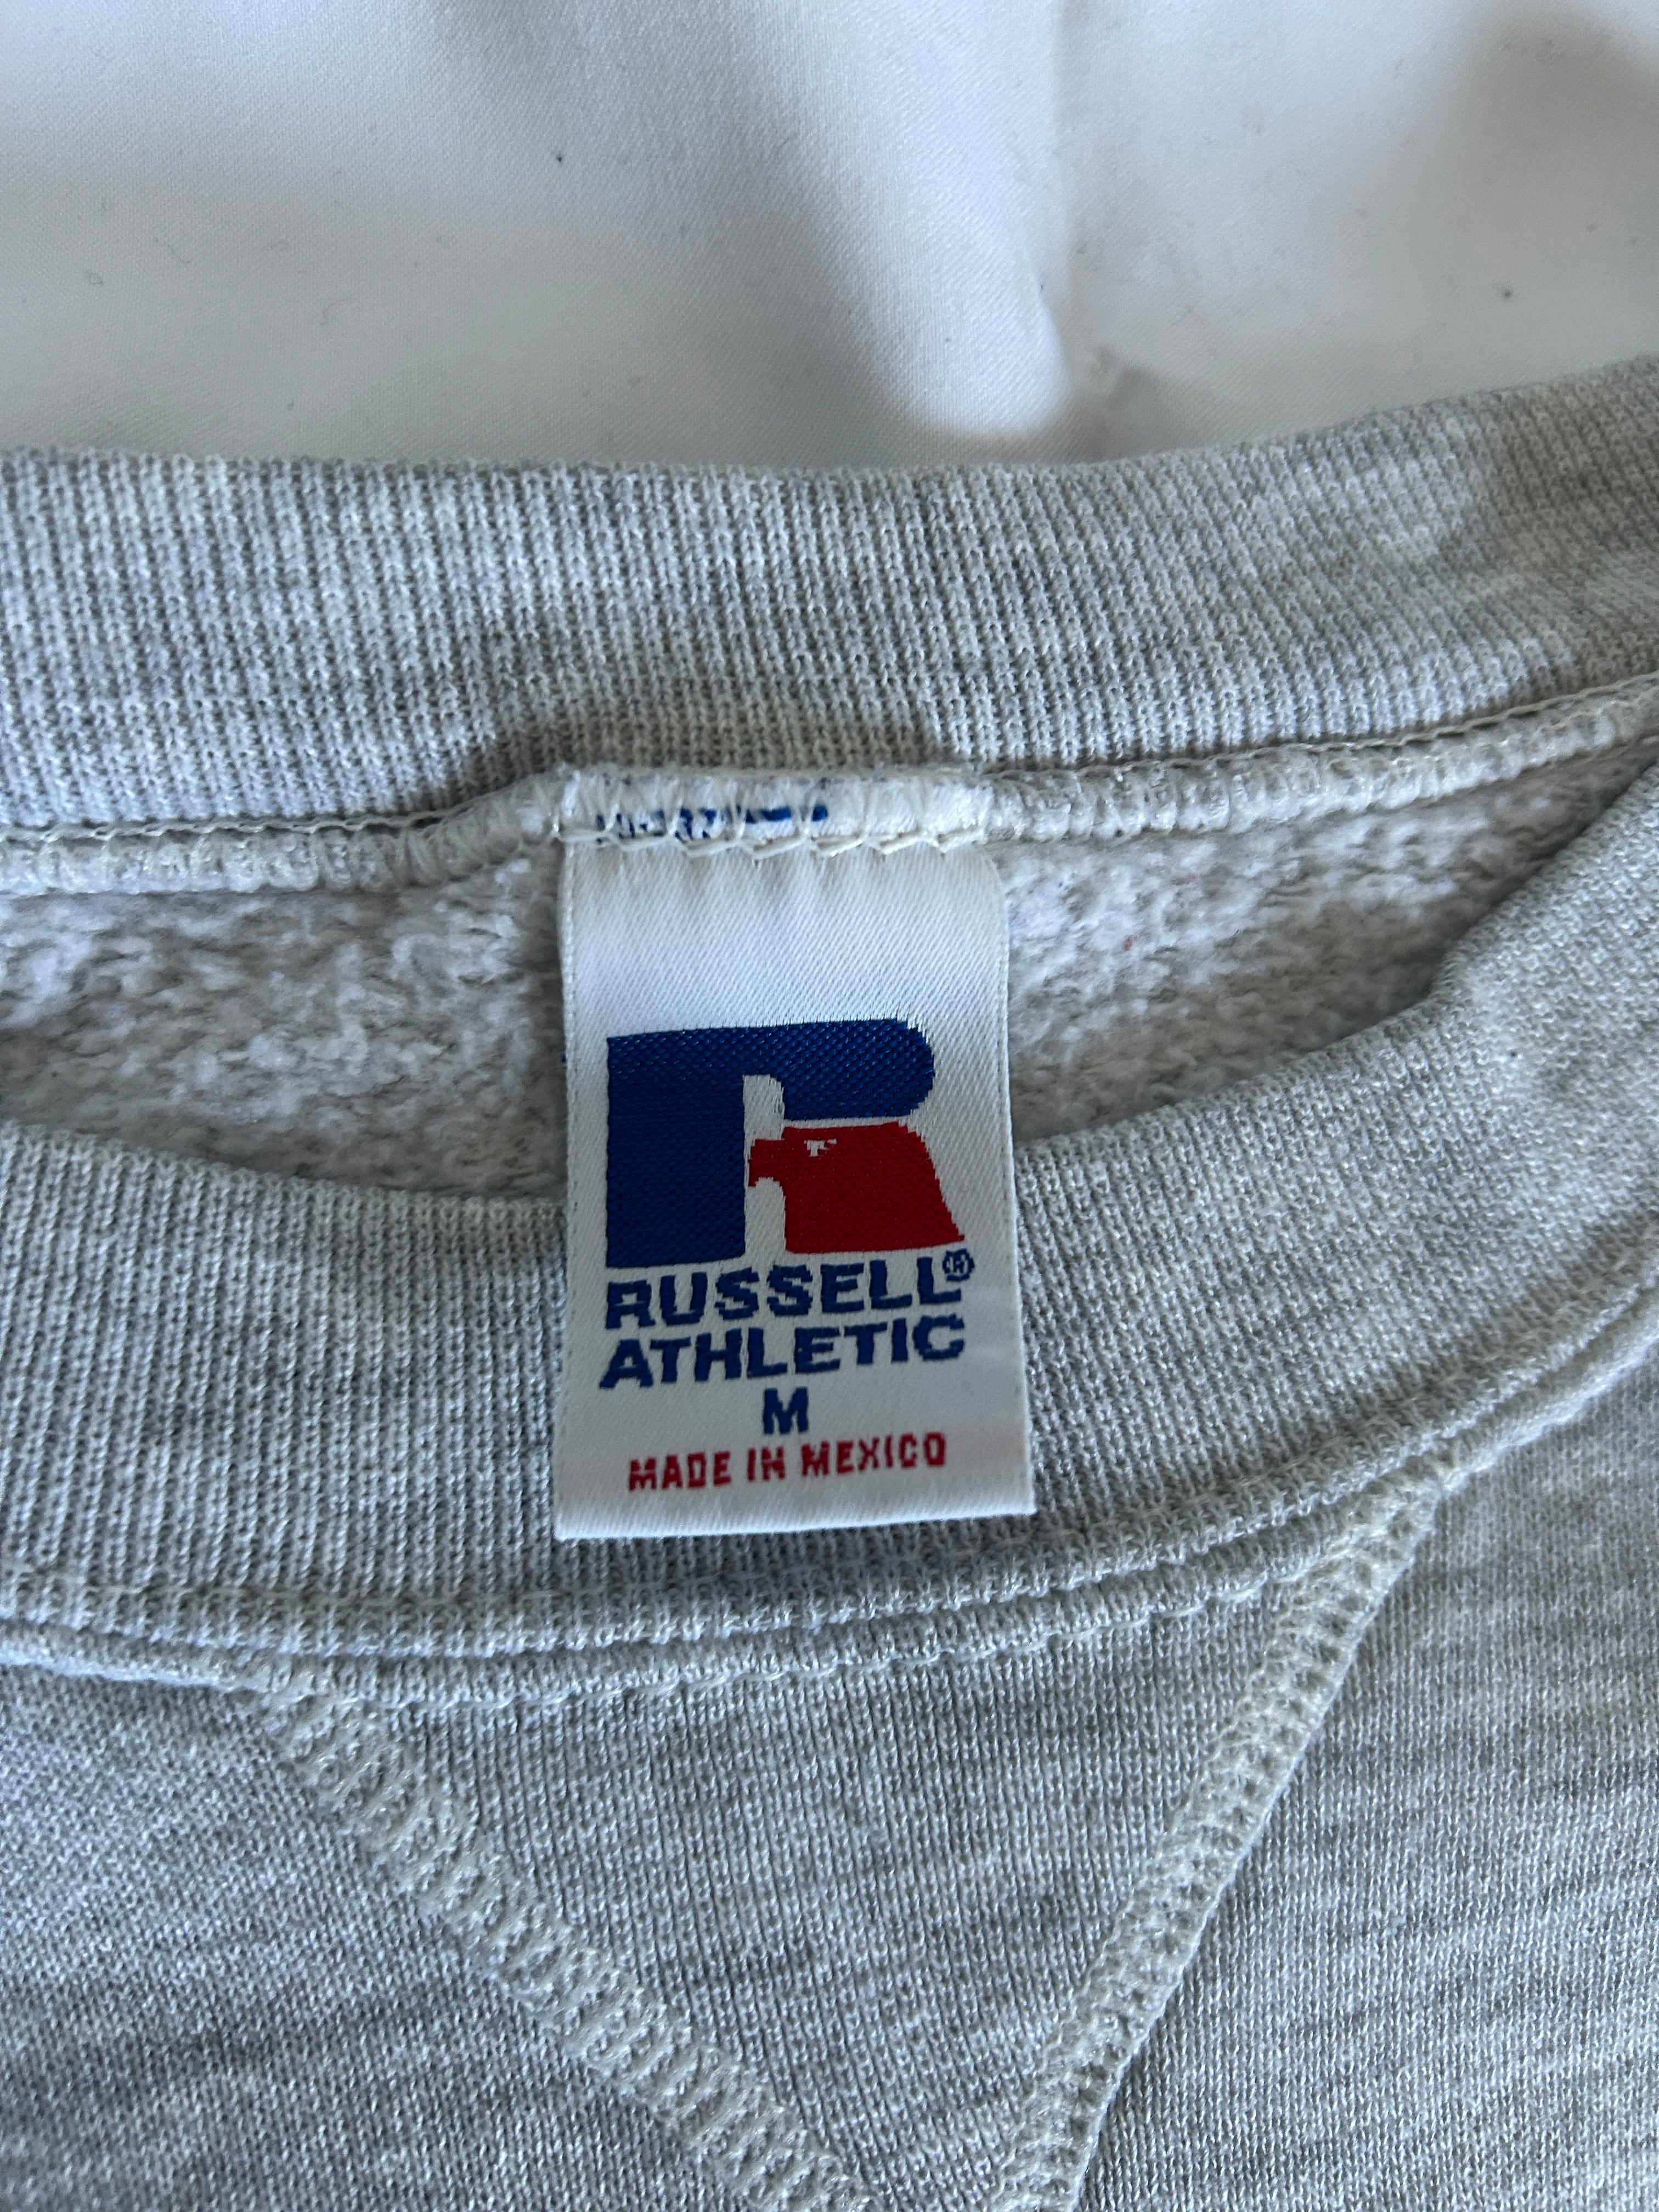 RUSSELL®
ATHLETIC
M
MADE IN MEXICO